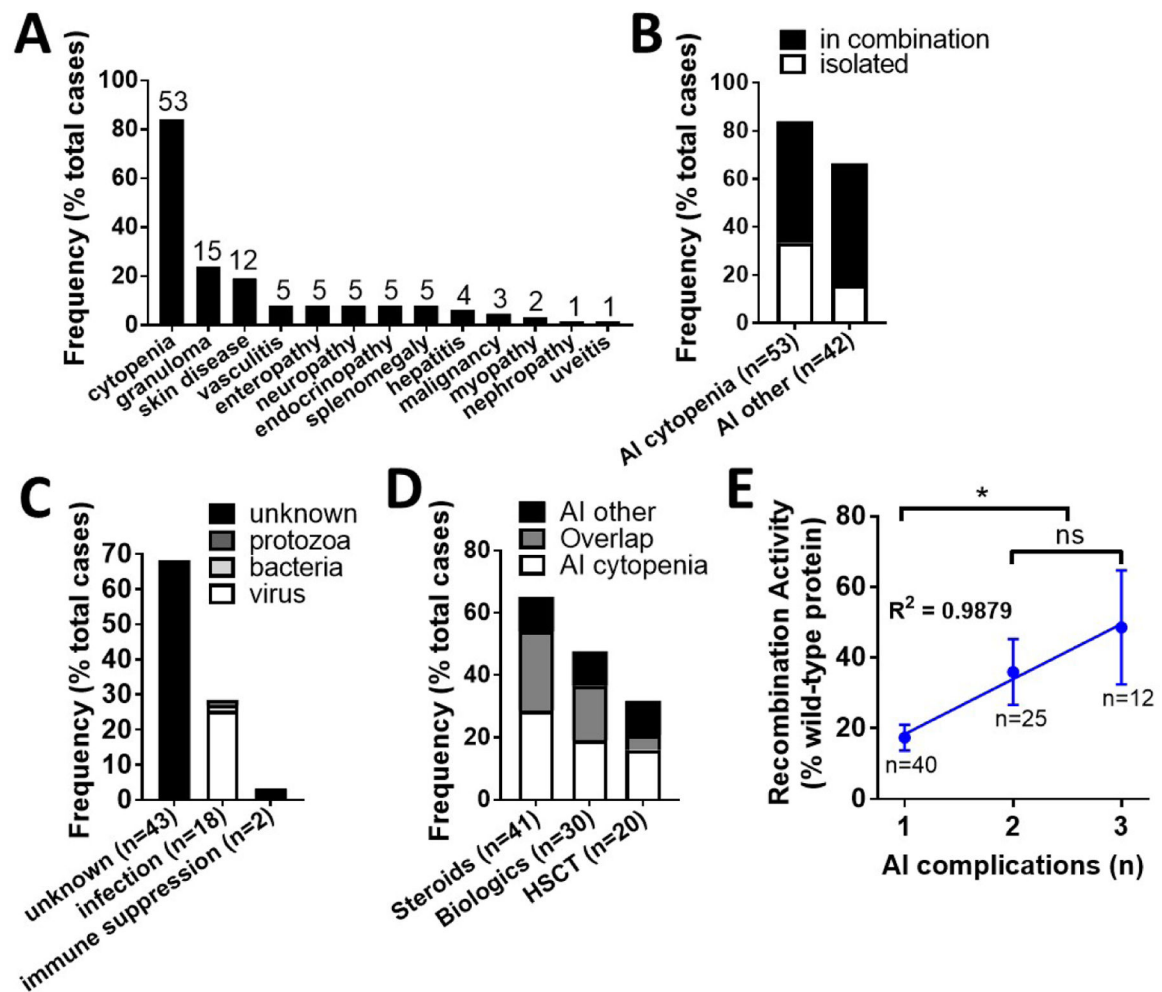 A
Frequency (% total cases)
100
80
60
40
20
0
53
15
12
5
5
5
5
5
4
3
2
1
1
cytopenia
granuloma
skin disease
vasculitis
enteropathy
neuropathy
endocrinopathy
splenomegaly
hepatitis
malignancy
myopathy
nephropathy
uveitis
B
in combination
isolated
Frequency (% total cases)
100
80
60
40
20
0
AI cytopenia (n=53)
AI other (n=42)
C
unknown
protozoa
bacteria
virus
Frequency (% total cases)
70
60
50
40
30
20
10
0
unknown (n=43)
infection (n=18)
immune suppression (n=2)
D
AI other
Overlap
AI cytopenia
Frequency (% total cases)
80
60
40
20
0
Steroids (n=41)
Biologics (n=30)
HSCT (n=20)
E
Recombination Activity
(% wild-type protein)
80
60
40
20
0
*
ns
R² = 0.9879
n=40
n=25
n=12
1
2
3
AI complications (n)